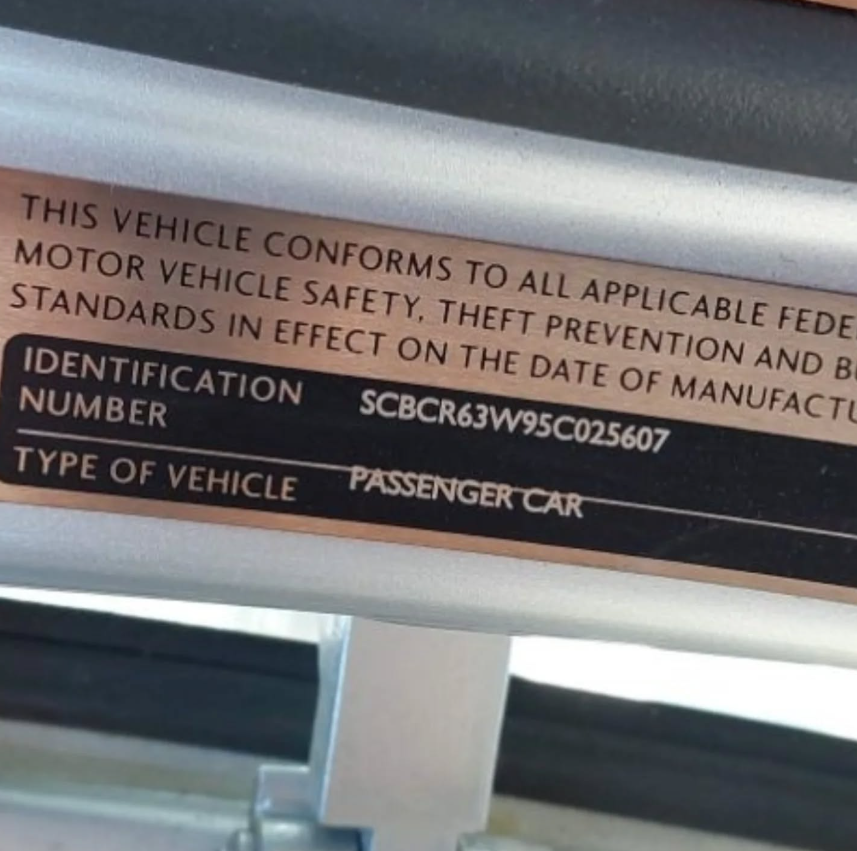 THIS VEHICLE CONFORMS TO ALL APPLICABLE
MOTOR VEHICLE SAFETY, THEFT PREVENTION AND
STANDARDS IN EFFECT ON THE DATE OF
IDENTIFICATION
NUMBER SCBCR63W95C025607
TYPE OF VEHICLE PASSENGER CAR